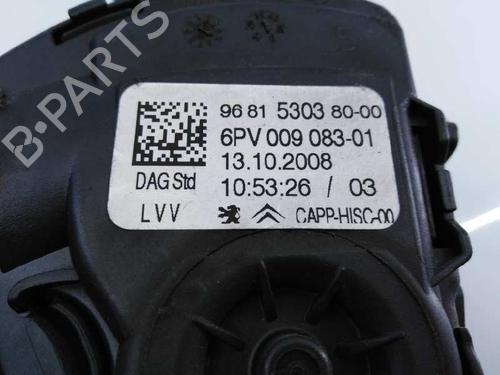 96 81 5303 80-00
6PV 009 083-01
13.10.2008
DAG Std 10:53:26 / 03
LVV CAPP-HISC-00
B-PARTS